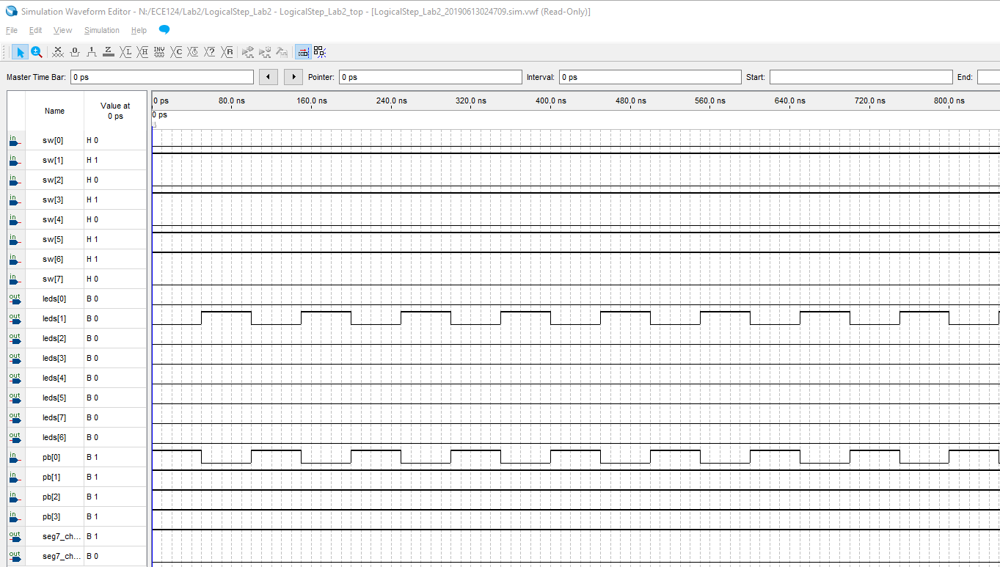 Simulation Waveform Editor - N:/ECE124/Lab2/LogicalStep_Lab2 - LogicalStep_Lab2_top - [LogicalStep_Lab2_20190613024709.sim.vwf (Read-Only)]
File Edit View Simulation Help
Z L H INV C ? R
Master Time Bar: 0 ps Pointer: 0 ps Interval: 0 ps Start: End:
Name Value at 0 ps
0 ps 80.0 ns 160.0 ns 240.0 ns 320.0 ns 400.0 ns 480.0 ns 560.0 ns 640.0 ns 720.0 ns 800.0 ns
0 ps
in sw[0] H 0
in sw[1] H 1
in sw[2] H 0
in sw[3] H 1
in sw[4] H 0
in sw[5] H 1
in sw[6] H 1
in sw[7] H 0
out leds[0] B 0
out leds[1] B 0
out leds[2] B 0
out leds[3] B 0
out leds[4] B 0
out leds[5] B 0
out leds[7] B 0
out leds[6] B 0
in pb[0] B 1
in pb[1] B 1
in pb[2] B 1
in pb[3] B 1
out seg7_ch... B 1
out seg7_ch... B 0